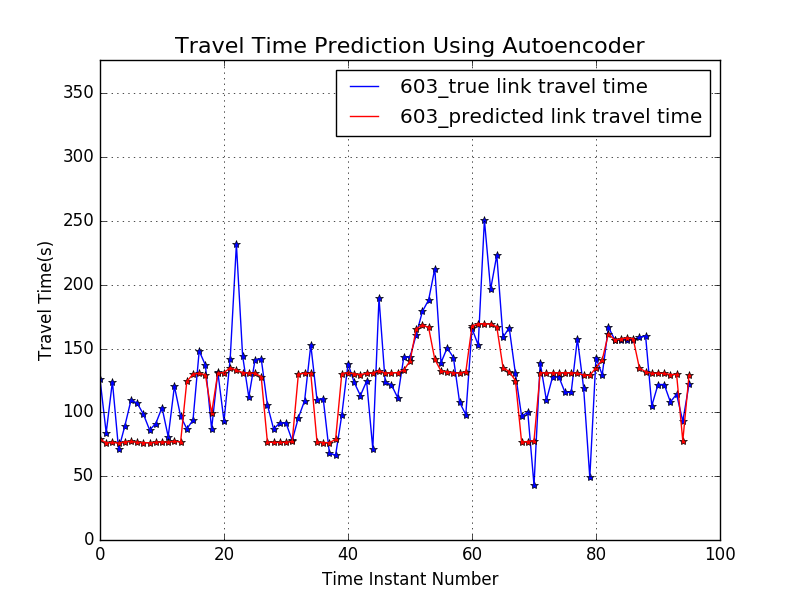 Travel Time Prediction Using Autoencoder
603_true link travel time
603_predicted link travel time
Travel Time(s)
350
300
250
200
150
100
50
0
0 20 40 60 80 100
Time Instant Number